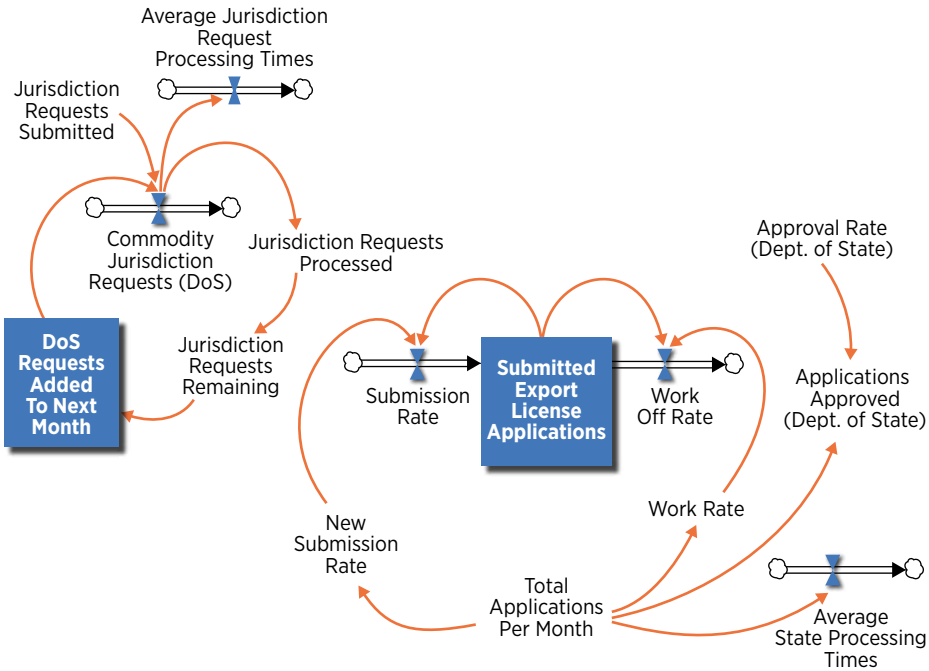 Average Jurisdiction
Request
Processing Times
Jurisdiction
Requests
Submitted
Commodity
Jurisdiction
Requests (DoS)
Jurisdiction Requests
Processed
DoS
Requests
Added
To Next
Month
Jurisdiction
Requests
Remaining
Approval Rate
(Dept. of State)
Submission
Rate
Submitted
Export
License
Applications
Work
Off Rate
Applications
Approved
(Dept. of State)
New
Submission
Rate
Work Rate
Total
Applications
Per Month
Average
State Processing
Times